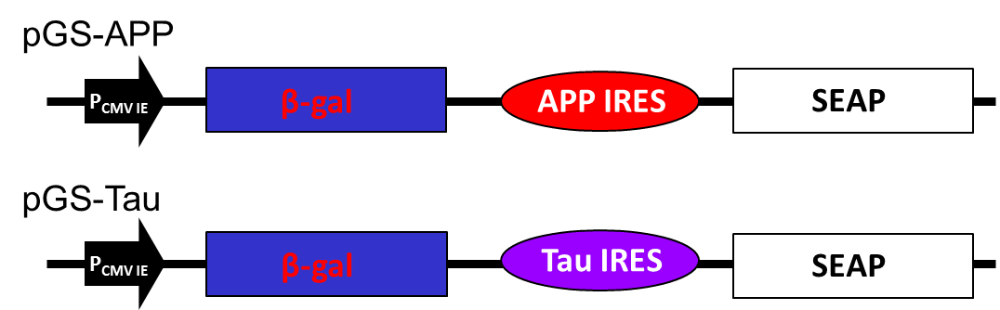 pGS-APP
PCMV IE β-gal APP IRES SEAP
pGS-Tau
PCMV IE β-gal Tau IRES SEAP